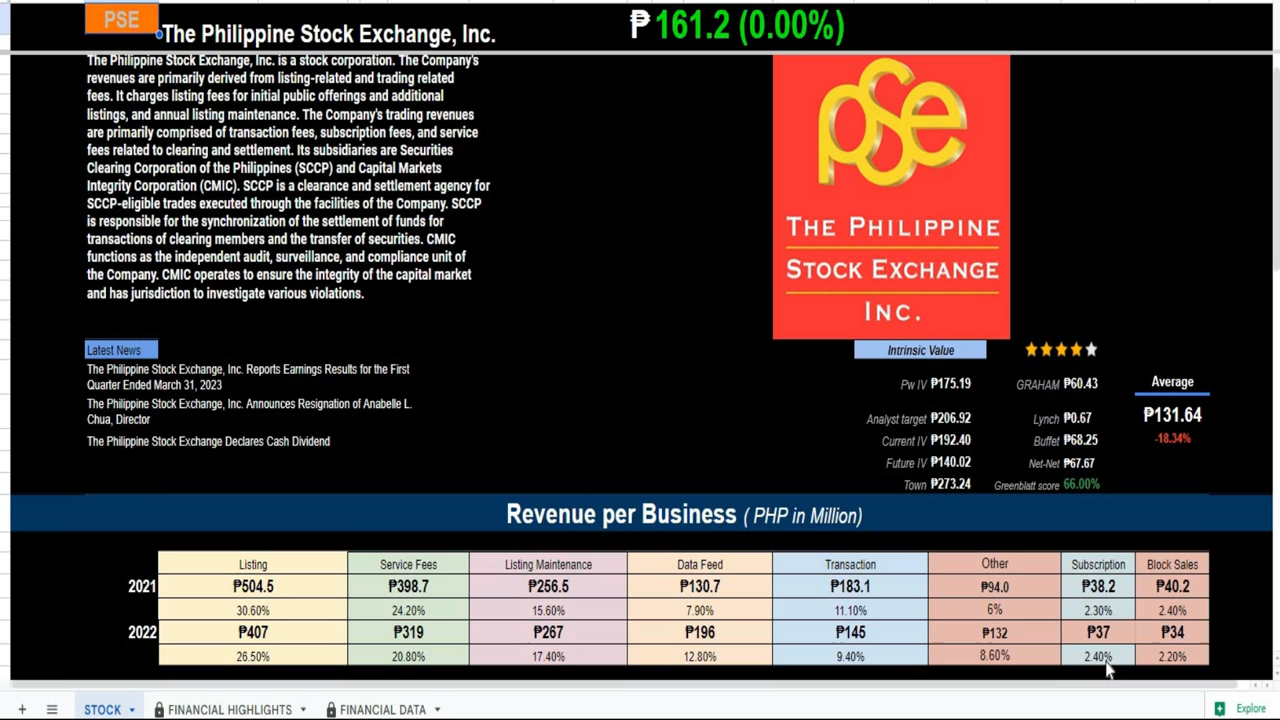 PSE
The Philippine Stock Exchange, Inc.
₱ 161.2 (0.00%)
The Philippine Stock Exchange, Inc. is a stock corporation. The Company's
revenues are primarily derived from listing-related and trading related
fees. It charges listing fees for initial public offerings and additional
listings, and annual listing maintenance. The Company's trading revenues
are primarily comprised of transaction fees, subscription fees, and service
fees related to clearing and settlement. Its subsidiaries are Securities
Clearing Corporation of the Philippines (SCCP) and Capital Markets
Integrity Corporation (CMIC). SCCP is a clearance and settlement agency for
SCCP-eligible trades executed through the facilities of the Company. SCCP
is responsible for the synchronization of the settlement of funds for
transactions of clearing members and the transfer of securities. CMIC
functions as the independent audit, surveillance, and compliance unit of
the Company. CMIC operates to ensure the integrity of the capital market
and has jurisdiction to investigate various violations.
pse
THE PHILIPPINE
STOCK EXCHANGE
INC.
Latest News
The Philippine Stock Exchange, Inc. Reports Earnings Results for the First
Quarter Ended March 31, 2023
The Philippine Stock Exchange, Inc. Announces Resignation of Anabelle L.
Chua, Director
The Philippine Stock Exchange Declares Cash Dividend
Intrinsic Value
Pw IV ₱175.19 GRAHAM ₱60.43 Average
Analyst target ₱206.92 Lynch ₱0.67 ₱131.64
Current IV ₱192.40 Buffet ₱68.25 -18.34%
Future IV ₱140.02 Net-Net ₱67.67
Town ₱273.24 Greenblatt score 66.00%
Revenue per Business ( PHP in Million)
Listing Service Fees Listing Maintenance Data Feed Transaction Other Subscription Block Sales
2021 ₱504.5 ₱398.7 ₱256.5 ₱130.7 ₱183.1 ₱94.0 ₱38.2 ₱40.2
30.60% 24.20% 15.60% 7.90% 11.10% 6% 2.30% 2.40%
2022 ₱407 ₱319 ₱267 ₱196 ₱145 ₱132 ₱37 ₱34
26.50% 20.80% 17.40% 12.80% 9.40% 8.60% 2.40% 2.20%
+ STOCK FINANCIAL HIGHLIGHTS FINANCIAL DATA Explore